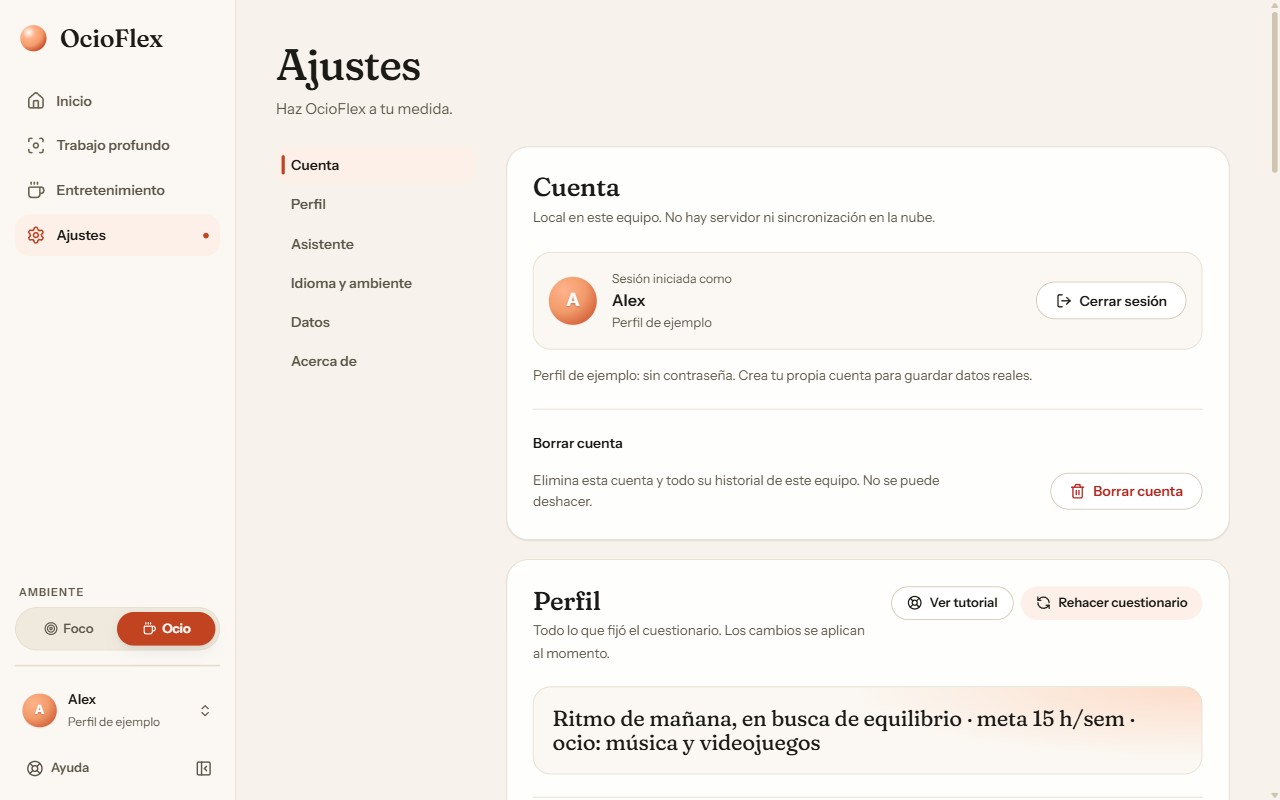 OcioFlex
Inicio
Trabajo profundo
Entretenimiento
Ajustes
AMBIENTE
Foco
Ocio
A
Alex
Perfil de ejemplo
Ayuda
Ajustes
Haz OcioFlex a tu medida.
Cuenta
Perfil
Asistente
Idioma y ambiente
Datos
Acerca de
Cuenta
Local en este equipo. No hay servidor ni sincronización en la nube.
A
Sesión iniciada como
Alex
Perfil de ejemplo
Cerrar sesión
Perfil de ejemplo: sin contraseña. Crea tu propia cuenta para guardar datos reales.
Borrar cuenta
Elimina esta cuenta y todo su historial de este equipo. No se puede
deshacer.
Borrar cuenta
Perfil
Todo lo que fijó el cuestionario. Los cambios se aplican
al momento.
Ver tutorial
Rehacer cuestionario
Ritmo de mañana, en busca de equilibrio · meta 15 h/sem ·
ocio: música y videojuegos